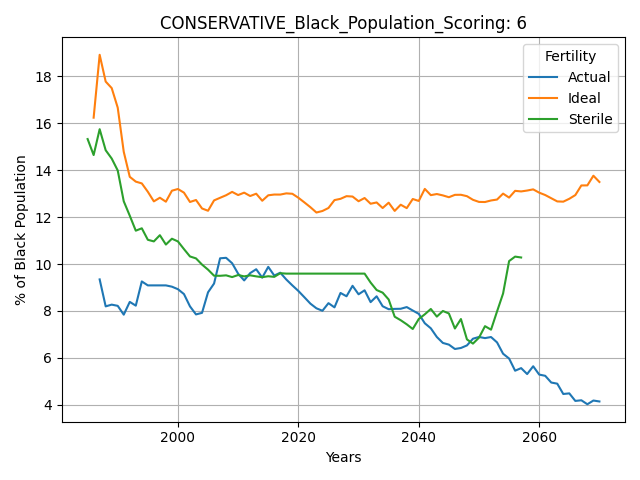 CONSERVATIVE_Black_Population_Scoring: 6
Fertility
Actual
Ideal
Sterile
% of Black Population
18
16
14
12
10
8
6
4
2000 2020 2040 2060
Years